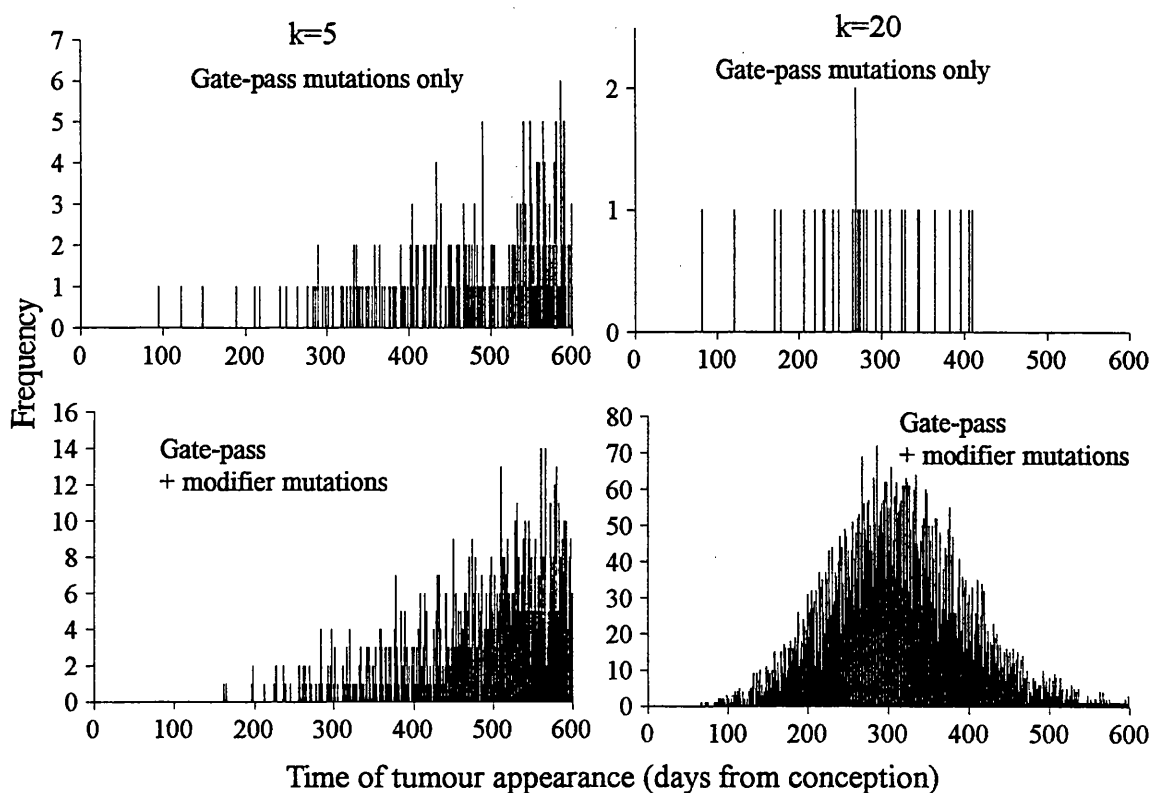 k=5
Gate-pass mutations only
7
6
5
4
3
2
1
0
0 100 200 300 400 500 600
k=20
Gate-pass mutations only
2
1
0
0 100 200 300 400 500 600
Frequency
Gate-pass
+ modifier mutations
16
14
12
10
8
6
4
2
0
0 100 200 300 400 500 600
Gate-pass
+ modifier mutations
80
70
60
50
40
30
20
10
0
0 100 200 300 400 500 600
Time of tumour appearance (days from conception)